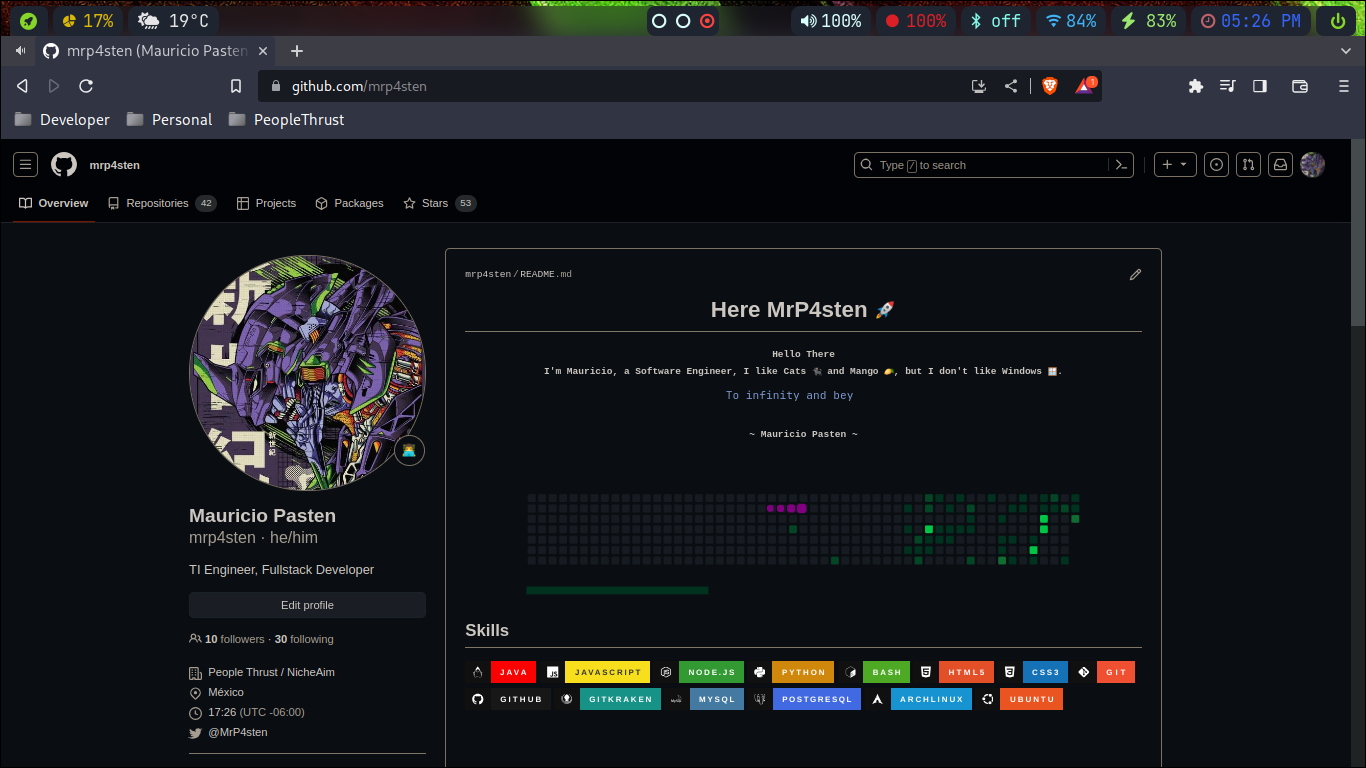 17% 19°C 100% 100% off 84% 83% 05:26 PM
mrp4sten (Mauricio Pasten
github.com/mrp4sten 1
Developer Personal PeopleThrust
mrp4sten Type / to search
Overview Repositories 42 Projects Packages Stars 53
mrp4sten/README.md
Here MrP4sten 🚀
Hello There
I'm Mauricio, a Software Engineer, I like Cats 🐈‍⬛ and Mango 🥭, but I don't like Windows 🪟.
To infinity and bey
~ Mauricio Pasten ~
新世紀
Mauricio Pasten
mrp4sten · he/him
TI Engineer, Fullstack Developer
Edit profile
10 followers · 30 following
People Thrust / NicheAim
México
17:26 (UTC -06:00)
@MrP4sten
Skills
JAVA JS JAVASCRIPT NODE.JS PYTHON BASH HTML5 CSS3 GIT
GITHUB GITKRAKEN MYSQL POSTGRESQL ARCHLINUX UBUNTU